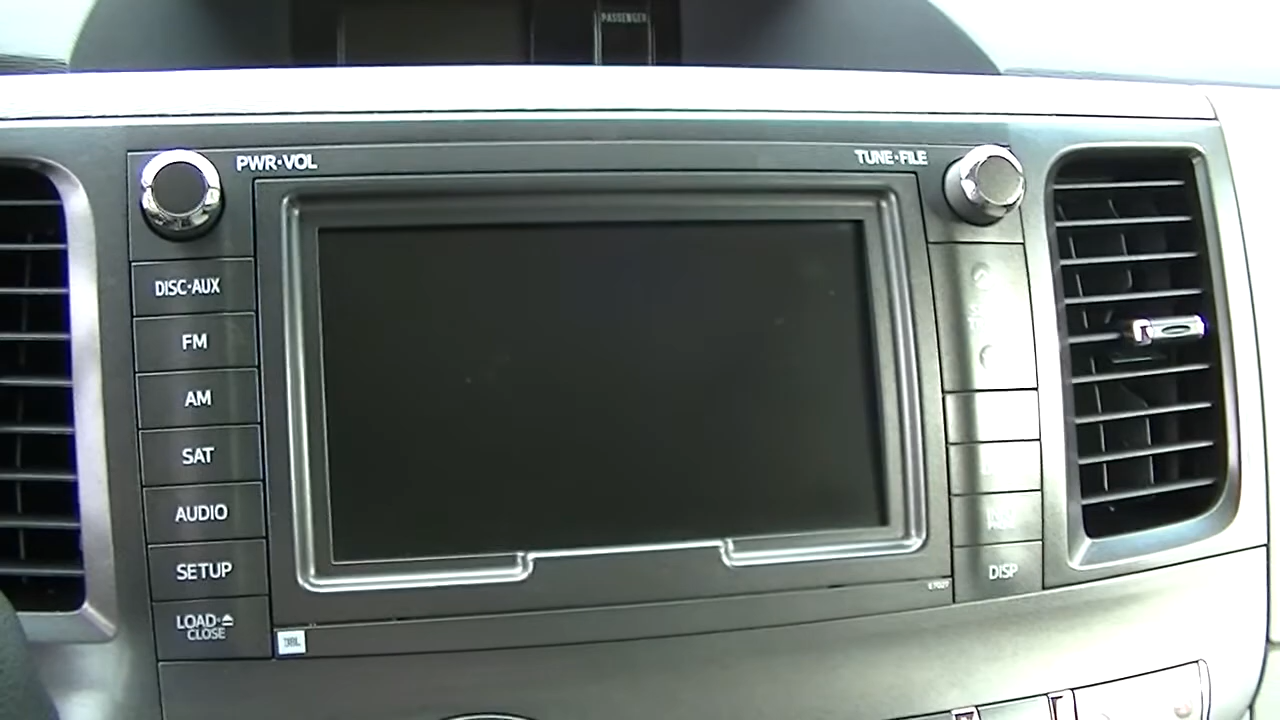 PASSENGER
PWR·VOL
TUNE·FILE
DISC·AUX
FM
AM
SAT
AUDIO
SETUP
LOAD·⏏
CLOSE
DISP
JBL